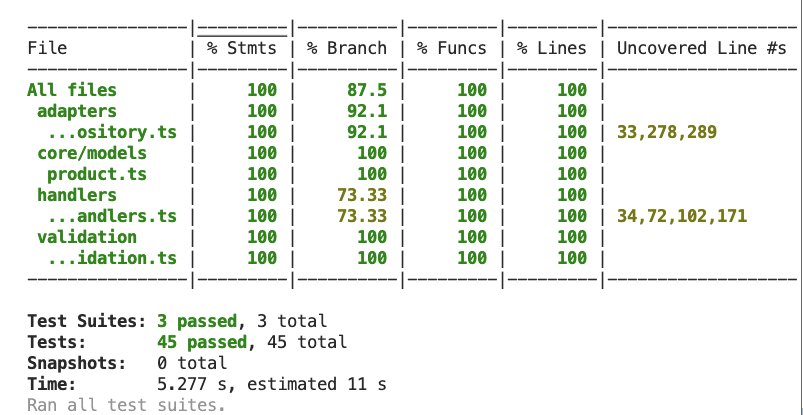 ----------------|---------|----------|---------|---------|-------------------
File            | % Stmts | % Branch | % Funcs | % Lines | Uncovered Line #s
----------------|---------|----------|---------|---------|-------------------
All files       |     100 |     87.5 |     100 |     100 |
 adapters       |     100 |     92.1 |     100 |     100 |
  ...ository.ts |     100 |     92.1 |     100 |     100 | 33,278,289
 core/models    |     100 |      100 |     100 |     100 |
  product.ts    |     100 |      100 |     100 |     100 |
 handlers       |     100 |    73.33 |     100 |     100 |
  ...andlers.ts |     100 |    73.33 |     100 |     100 | 34,72,102,171
 validation     |     100 |      100 |     100 |     100 |
  ...idation.ts |     100 |      100 |     100 |     100 |
----------------|---------|----------|---------|---------|-------------------
Test Suites: 3 passed, 3 total
Tests:       45 passed, 45 total
Snapshots:   0 total
Time:        5.277 s, estimated 11 s
Ran all test suites.